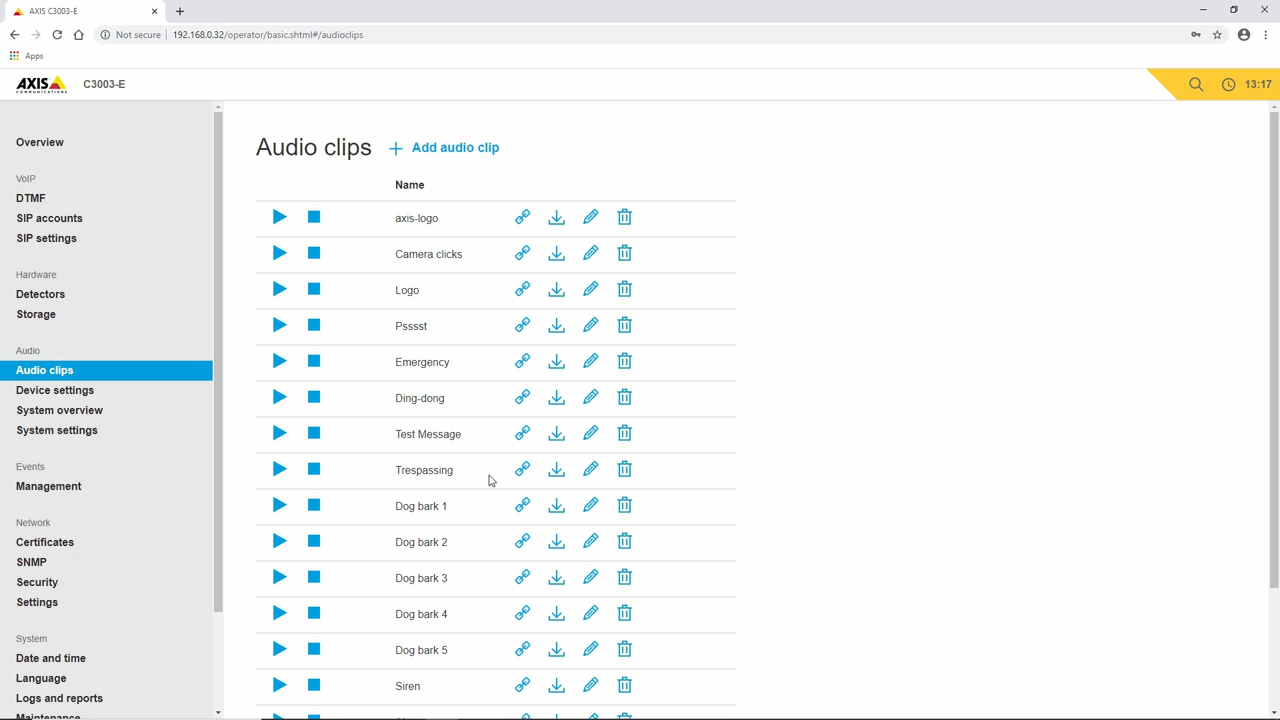 AXIS C3003-E
Not secure 192.168.0.32/operator/basic.shtml#/audioclips
Apps
AXIS
COMMUNICATIONS
C3003-E
13:17
Overview
VoIP
DTMF
SIP accounts
SIP settings
Hardware
Detectors
Storage
Audio
Audio clips
Device settings
System overview
System settings
Events
Management
Network
Certificates
SNMP
Security
Settings
System
Date and time
Language
Logs and reports
Maintenance
Audio clips
Add audio clip
Name
axis-logo
Camera clicks
Logo
Psssst
Emergency
Ding-dong
Test Message
Trespassing
Dog bark 1
Dog bark 2
Dog bark 3
Dog bark 4
Dog bark 5
Siren